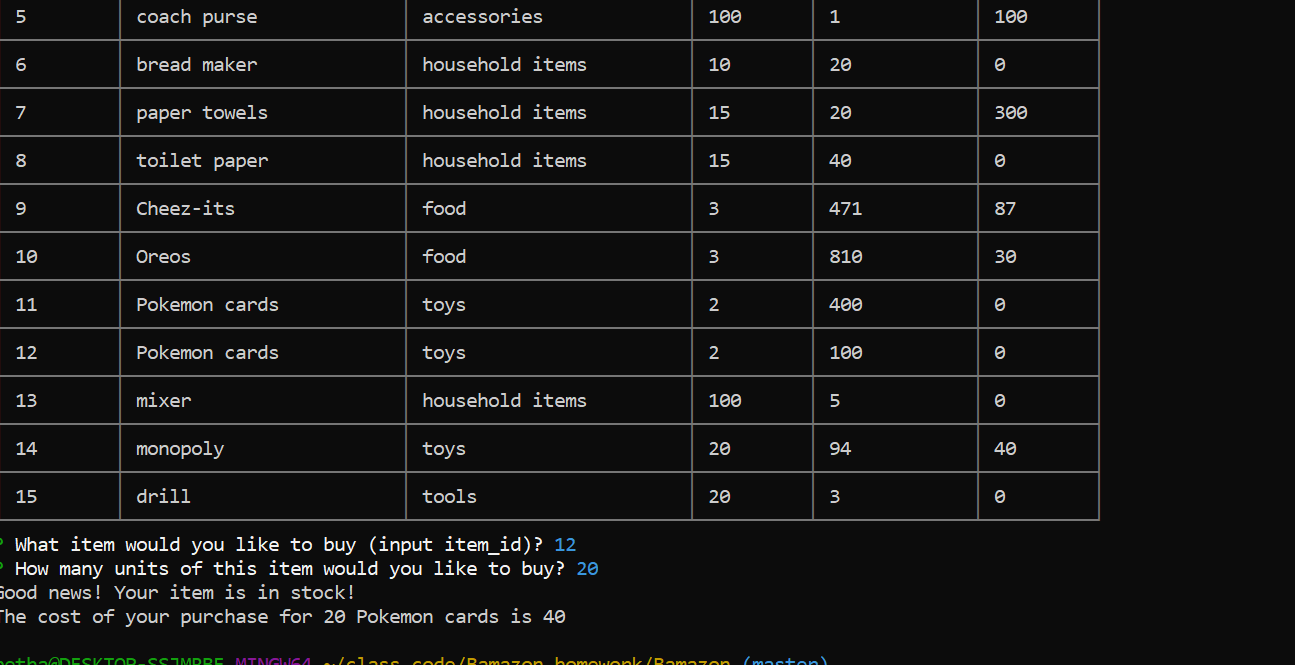 5 coach purse accessories 100 1 100
6 bread maker household items 10 20 0
7 paper towels household items 15 20 300
8 toilet paper household items 15 40 0
9 Cheez-its food 3 471 87
10 Oreos food 3 810 30
11 Pokemon cards toys 2 400 0
12 Pokemon cards toys 2 100 0
13 mixer household items 100 5 0
14 monopoly toys 20 94 40
15 drill tools 20 3 0
? What item would you like to buy (input item_id)? 12
? How many units of this item would you like to buy? 20
Good news! Your item is in stock!
The cost of your purchase for 20 Pokemon cards is 40
MINGW64 ~/class-code/Bamazon-homework/Bamazon (master)